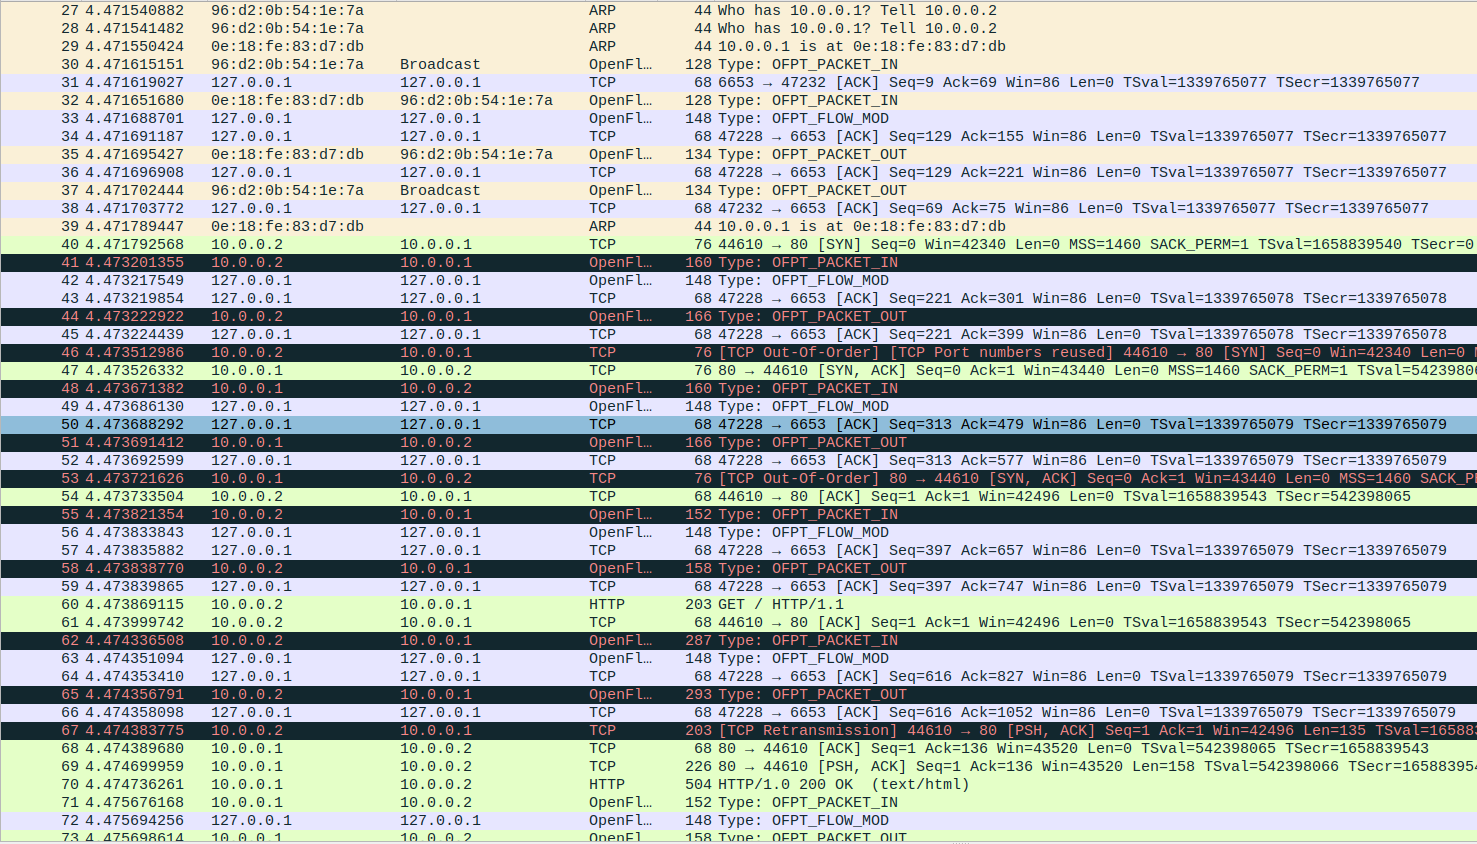 27 4.471540882 96:d2:0b:54:1e:7a ARP 44 Who has 10.0.0.1? Tell 10.0.0.2
28 4.471541482 96:d2:0b:54:1e:7a ARP 44 Who has 10.0.0.1? Tell 10.0.0.2
29 4.471550424 0e:18:fe:83:d7:db ARP 44 10.0.0.1 is at 0e:18:fe:83:d7:db
30 4.471615151 96:d2:0b:54:1e:7a Broadcast OpenFl… 128 Type: OFPT_PACKET_IN
31 4.471619027 127.0.0.1 127.0.0.1 TCP 68 6653 → 47232 [ACK] Seq=9 Ack=69 Win=86 Len=0 TSval=1339765077 TSecr=1339765077
32 4.471651680 0e:18:fe:83:d7:db 96:d2:0b:54:1e:7a OpenFl… 128 Type: OFPT_PACKET_IN
33 4.471688701 127.0.0.1 127.0.0.1 OpenFl… 148 Type: OFPT_FLOW_MOD
34 4.471691187 127.0.0.1 127.0.0.1 TCP 68 47228 → 6653 [ACK] Seq=129 Ack=155 Win=86 Len=0 TSval=1339765077 TSecr=1339765077
35 4.471695427 0e:18:fe:83:d7:db 96:d2:0b:54:1e:7a OpenFl… 134 Type: OFPT_PACKET_OUT
36 4.471696908 127.0.0.1 127.0.0.1 TCP 68 47228 → 6653 [ACK] Seq=129 Ack=221 Win=86 Len=0 TSval=1339765077 TSecr=1339765077
37 4.471702444 96:d2:0b:54:1e:7a Broadcast OpenFl… 134 Type: OFPT_PACKET_OUT
38 4.471703772 127.0.0.1 127.0.0.1 TCP 68 47232 → 6653 [ACK] Seq=69 Ack=75 Win=86 Len=0 TSval=1339765077 TSecr=1339765077
39 4.471789447 0e:18:fe:83:d7:db ARP 44 10.0.0.1 is at 0e:18:fe:83:d7:db
40 4.471792568 10.0.0.2 10.0.0.1 TCP 76 44610 → 80 [SYN] Seq=0 Win=42340 Len=0 MSS=1460 SACK_PERM=1 TSval=1658839540 TSecr=0
41 4.473201355 10.0.0.2 10.0.0.1 OpenFl… 160 Type: OFPT_PACKET_IN
42 4.473217549 127.0.0.1 127.0.0.1 OpenFl… 148 Type: OFPT_FLOW_MOD
43 4.473219854 127.0.0.1 127.0.0.1 TCP 68 47228 → 6653 [ACK] Seq=221 Ack=301 Win=86 Len=0 TSval=1339765078 TSecr=1339765078
44 4.473222922 10.0.0.2 10.0.0.1 OpenFl… 166 Type: OFPT_PACKET_OUT
45 4.473224439 127.0.0.1 127.0.0.1 TCP 68 47228 → 6653 [ACK] Seq=221 Ack=399 Win=86 Len=0 TSval=1339765078 TSecr=1339765078
46 4.473512986 10.0.0.2 10.0.0.1 TCP 76 [TCP Out-Of-Order] [TCP Port numbers reused] 44610 → 80 [SYN] Seq=0 Win=42340 Len=0
47 4.473526332 10.0.0.1 10.0.0.2 TCP 76 80 → 44610 [SYN, ACK] Seq=0 Ack=1 Win=43440 Len=0 MSS=1460 SACK_PERM=1 TSval=54239806
48 4.473671382 10.0.0.1 10.0.0.2 OpenFl… 160 Type: OFPT_PACKET_IN
49 4.473686130 127.0.0.1 127.0.0.1 OpenFl… 148 Type: OFPT_FLOW_MOD
50 4.473688292 127.0.0.1 127.0.0.1 TCP 68 47228 → 6653 [ACK] Seq=313 Ack=479 Win=86 Len=0 TSval=1339765079 TSecr=1339765079
51 4.473691412 10.0.0.1 10.0.0.2 OpenFl… 166 Type: OFPT_PACKET_OUT
52 4.473692599 127.0.0.1 127.0.0.1 TCP 68 47228 → 6653 [ACK] Seq=313 Ack=577 Win=86 Len=0 TSval=1339765079 TSecr=1339765079
53 4.473721626 10.0.0.1 10.0.0.2 TCP 76 [TCP Out-Of-Order] 80 → 44610 [SYN, ACK] Seq=0 Ack=1 Win=43440 Len=0 MSS=1460 SACK_P
54 4.473733504 10.0.0.2 10.0.0.1 TCP 68 44610 → 80 [ACK] Seq=1 Ack=1 Win=42496 Len=0 TSval=1658839543 TSecr=542398065
55 4.473821354 10.0.0.2 10.0.0.1 OpenFl… 152 Type: OFPT_PACKET_IN
56 4.473833843 127.0.0.1 127.0.0.1 OpenFl… 148 Type: OFPT_FLOW_MOD
57 4.473835882 127.0.0.1 127.0.0.1 TCP 68 47228 → 6653 [ACK] Seq=397 Ack=657 Win=86 Len=0 TSval=1339765079 TSecr=1339765079
58 4.473838770 10.0.0.2 10.0.0.1 OpenFl… 158 Type: OFPT_PACKET_OUT
59 4.473839865 127.0.0.1 127.0.0.1 TCP 68 47228 → 6653 [ACK] Seq=397 Ack=747 Win=86 Len=0 TSval=1339765079 TSecr=1339765079
60 4.473869115 10.0.0.2 10.0.0.1 HTTP 203 GET / HTTP/1.1
61 4.473999742 10.0.0.2 10.0.0.1 TCP 68 44610 → 80 [ACK] Seq=1 Ack=1 Win=42496 Len=0 TSval=1658839543 TSecr=542398065
62 4.474336508 10.0.0.2 10.0.0.1 OpenFl… 287 Type: OFPT_PACKET_IN
63 4.474351094 127.0.0.1 127.0.0.1 OpenFl… 148 Type: OFPT_FLOW_MOD
64 4.474353410 127.0.0.1 127.0.0.1 TCP 68 47228 → 6653 [ACK] Seq=616 Ack=827 Win=86 Len=0 TSval=1339765079 TSecr=1339765079
65 4.474356791 10.0.0.2 10.0.0.1 OpenFl… 293 Type: OFPT_PACKET_OUT
66 4.474358098 127.0.0.1 127.0.0.1 TCP 68 47228 → 6653 [ACK] Seq=616 Ack=1052 Win=86 Len=0 TSval=1339765079 TSecr=1339765079
67 4.474383775 10.0.0.2 10.0.0.1 TCP 203 [TCP Retransmission] 44610 → 80 [PSH, ACK] Seq=1 Ack=1 Win=42496 Len=135 TSval=16588
68 4.474389680 10.0.0.1 10.0.0.2 TCP 68 80 → 44610 [ACK] Seq=1 Ack=136 Win=43520 Len=0 TSval=542398065 TSecr=1658839543
69 4.474699959 10.0.0.1 10.0.0.2 TCP 226 80 → 44610 [PSH, ACK] Seq=1 Ack=136 Win=43520 Len=158 TSval=542398066 TSecr=165883954
70 4.474736261 10.0.0.1 10.0.0.2 HTTP 504 HTTP/1.0 200 OK (text/html)
71 4.475676168 10.0.0.1 10.0.0.2 OpenFl… 152 Type: OFPT_PACKET_IN
72 4.475694256 127.0.0.1 127.0.0.1 OpenFl… 148 Type: OFPT_FLOW_MOD
73 4.475698614 10.0.0.1 10.0.0.2 OpenFl… 158 Type: OFPT_PACKET_OUT